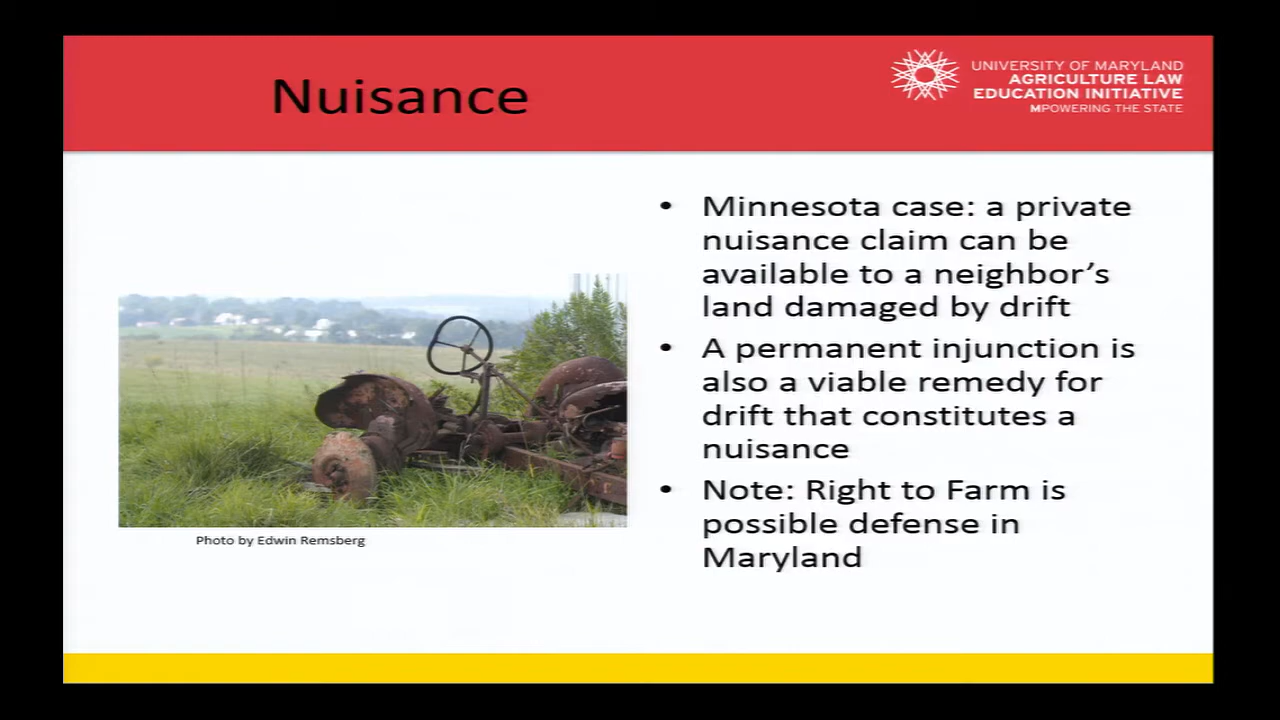 Nuisance
UNIVERSITY OF MARYLAND
AGRICULTURE LAW
EDUCATION INITIATIVE
MPOWERING THE STATE
• Minnesota case: a private
nuisance claim can be
available to a neighbor’s
land damaged by drift
• A permanent injunction is
also a viable remedy for
drift that constitutes a
nuisance
• Note: Right to Farm is
possible defense in
Maryland
Photo by Edwin Remsberg